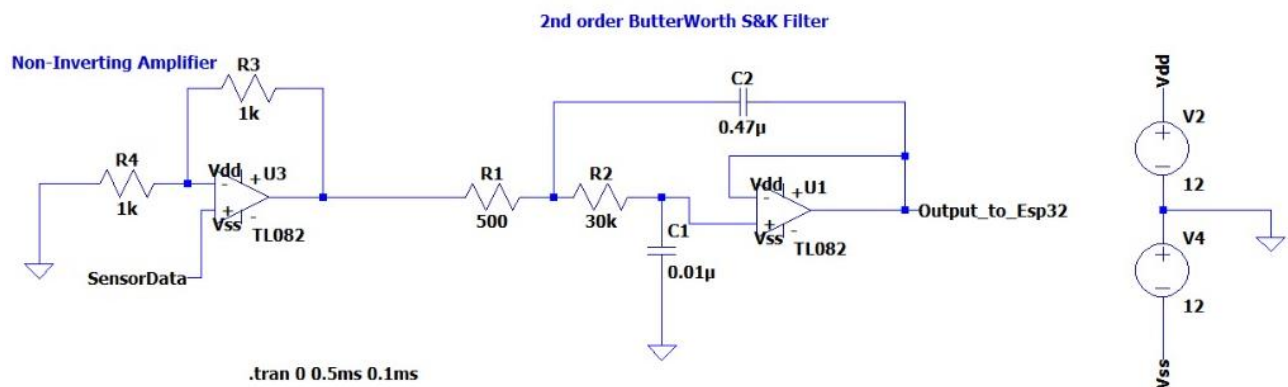 2nd order ButterWorth S&K Filter
Non-Inverting Amplifier
R3
1k
C2
0.47µ
Vdd
V2
12
R4
1k
Vdd
U3
Vss
TL082
SensorData
R1
500
R2
30k
C1
0.01µ
Vdd
U1
Vss
TL082
Output_to_Esp32
V4
12
Vss
.tran 0 0.5ms 0.1ms